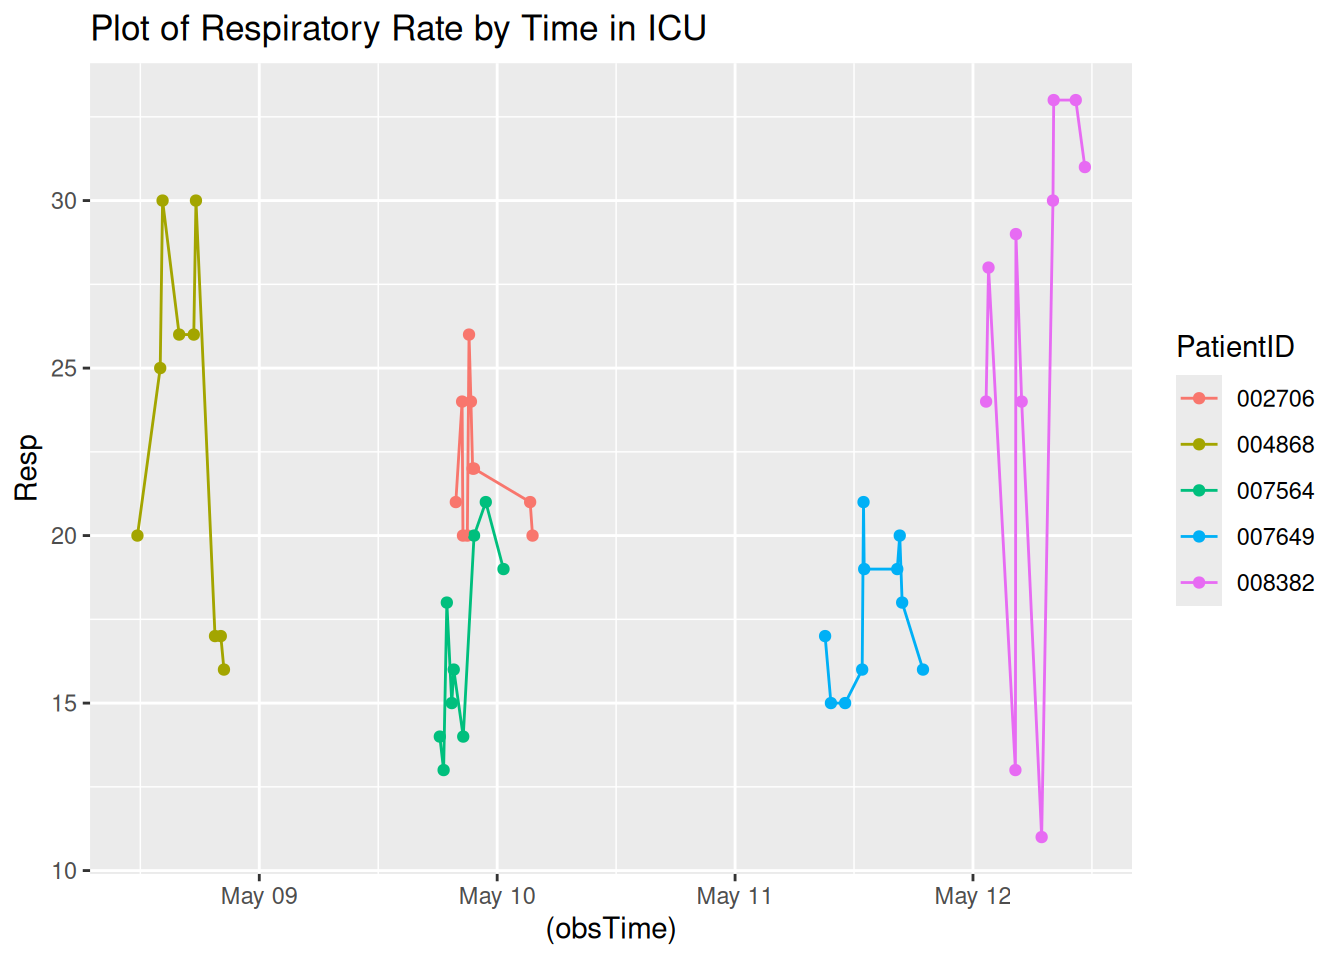 Plot of Respiratory Rate by Time in ICU
Resp
30
25
20
15
10
May 09
May 10
May 11
May 12
(obsTime)
PatientID
002706
004868
007564
007649
008382